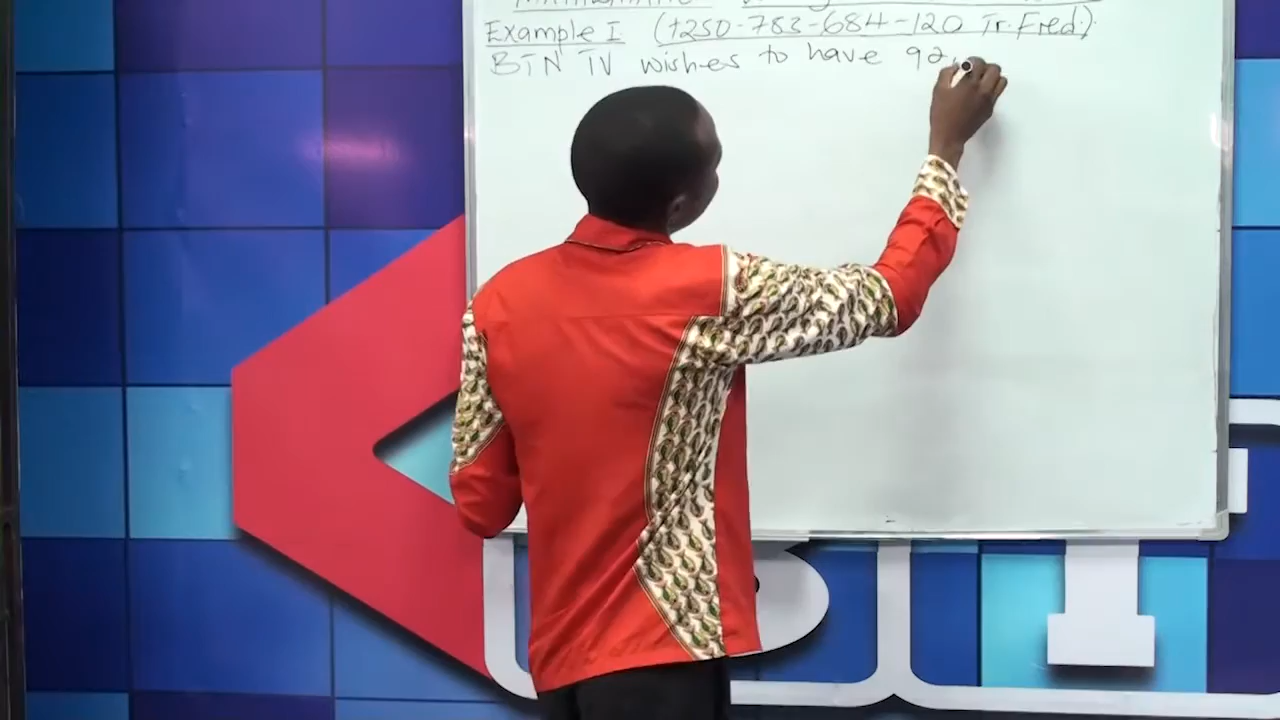 Example I (+250-783-684-120 Tr. Fred).
BTN TV wishes to have 92